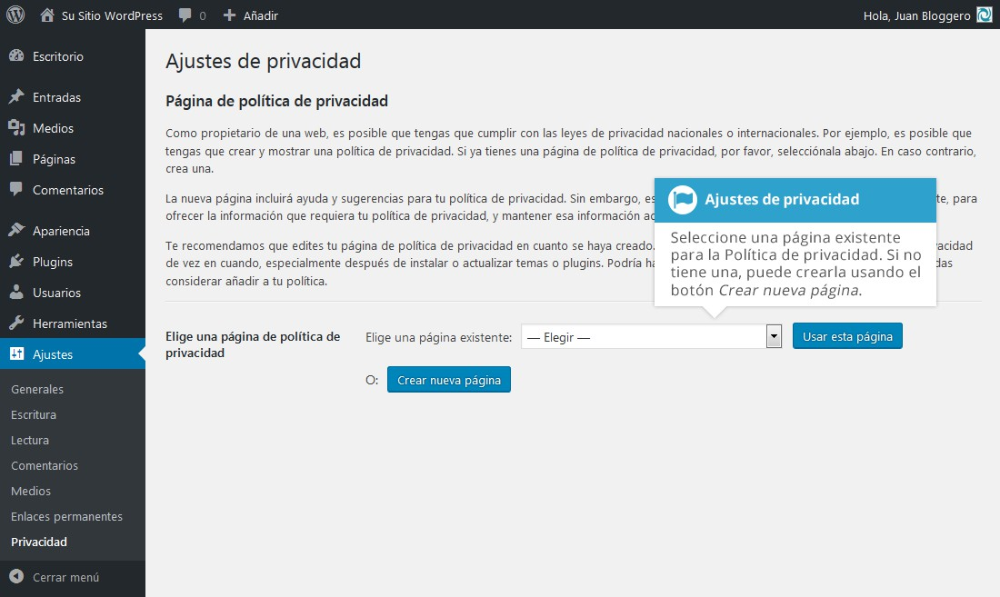 Su Sitio WordPress 0 Añadir Hola, Juan Bloggero
Escritorio
Entradas
Medios
Páginas
Comentarios
Apariencia
Plugins
Usuarios
Herramientas
Ajustes
Generales
Escritura
Lectura
Comentarios
Medios
Enlaces permanentes
Privacidad
Cerrar menú
Ajustes de privacidad
Página de política de privacidad
Como propietario de una web, es posible que tengas que cumplir con las leyes de privacidad nacionales o internacionales. Por ejemplo, es posible que
tengas que crear y mostrar una política de privacidad. Si ya tienes una página de política de privacidad, por favor, selecciónala abajo. En caso contrario,
crea una.
La nueva página incluirá ayuda y sugerencias para tu política de privacidad. Sin embargo, es te, para
ofrecer la información que requiera tu política de privacidad, y mantener esa información
Te recomendamos que edites tu página de política de privacidad en cuanto se haya creado. acidad
de vez en cuando, especialmente después de instalar o actualizar temas o plugins. Podría das
considerar añadir a tu política.
Ajustes de privacidad
Seleccione una página existente
para la Política de privacidad. Si no
tiene una, puede crearla usando el
botón Crear nueva página.
Elige una página de política de
privacidad
Elige una página existente: — Elegir — Usar esta página
O: Crear nueva página